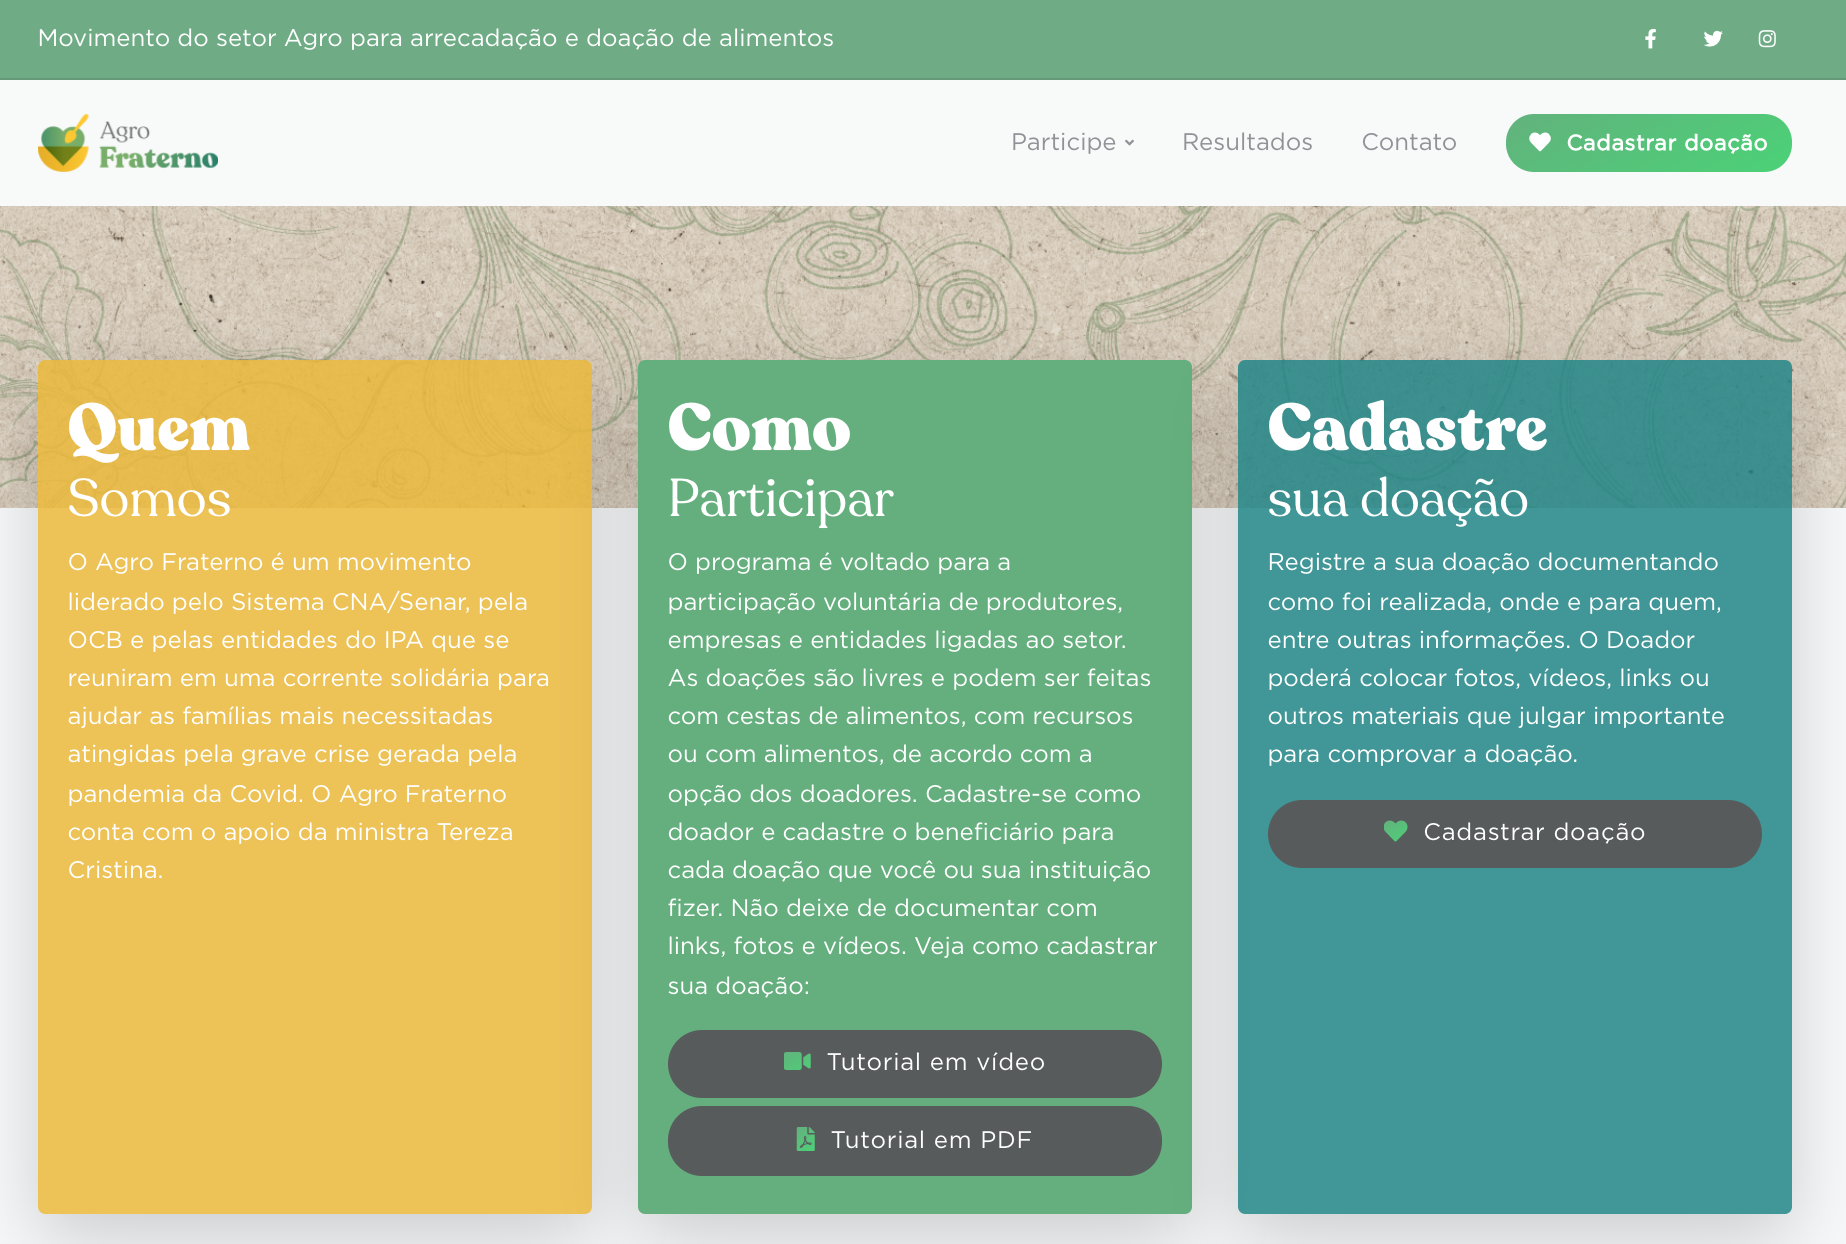 Movimento do setor Agro para arrecadação e doação de alimentos
Agro
Fraterno
Participe
Resultados
Contato
Cadastrar doação
Quem
Somos
O Agro Fraterno é um movimento
liderado pelo Sistema CNA/Senar, pela
OCB e pelas entidades do IPA que se
reuniram em uma corrente solidária para
ajudar as famílias mais necessitadas
atingidas pela grave crise gerada pela
pandemia da Covid. O Agro Fraterno
conta com o apoio da ministra Tereza
Cristina.
Como
Participar
O programa é voltado para a
participação voluntária de produtores,
empresas e entidades ligadas ao setor.
As doações são livres e podem ser feitas
com cestas de alimentos, com recursos
ou com alimentos, de acordo com a
opção dos doadores. Cadastre-se como
doador e cadastre o beneficiário para
cada doação que você ou sua instituição
fizer. Não deixe de documentar com
links, fotos e vídeos. Veja como cadastrar
sua doação:
Tutorial em vídeo
Tutorial em PDF
Cadastre
sua doação
Registre a sua doação documentando
como foi realizada, onde e para quem,
entre outras informações. O Doador
poderá colocar fotos, vídeos, links ou
outros materiais que julgar importante
para comprovar a doação.
Cadastrar doação